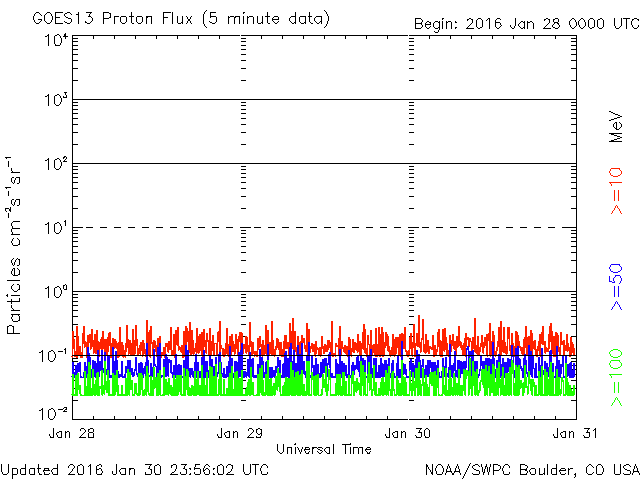 GOES13 Proton Flux (5 minute data)
Begin: 2016 Jan 28 0000 UTC
10⁴
10³
10²
10¹
10⁰
10⁻¹
10⁻²
Particles cm⁻²s⁻¹sr⁻¹
MeV
>=10
>=50
>=100
Jan 28
Jan 29
Jan 30
Jan 31
Universal Time
Updated 2016 Jan 30 23:56:02 UTC
NOAA/SWPC Boulder, CO USA